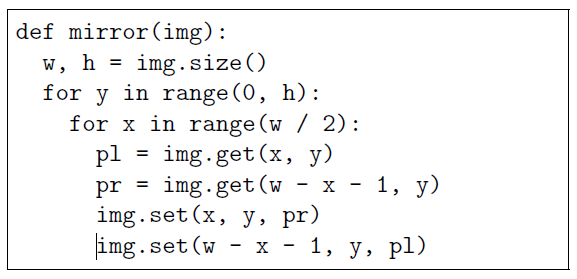 def mirror(img):
  w, h = img.size()
  for y in range(0, h):
    for x in range(w / 2):
      pl = img.get(x, y)
      pr = img.get(w - x - 1, y)
      img.set(x, y, pr)
      img.set(w - x - 1, y, pl)